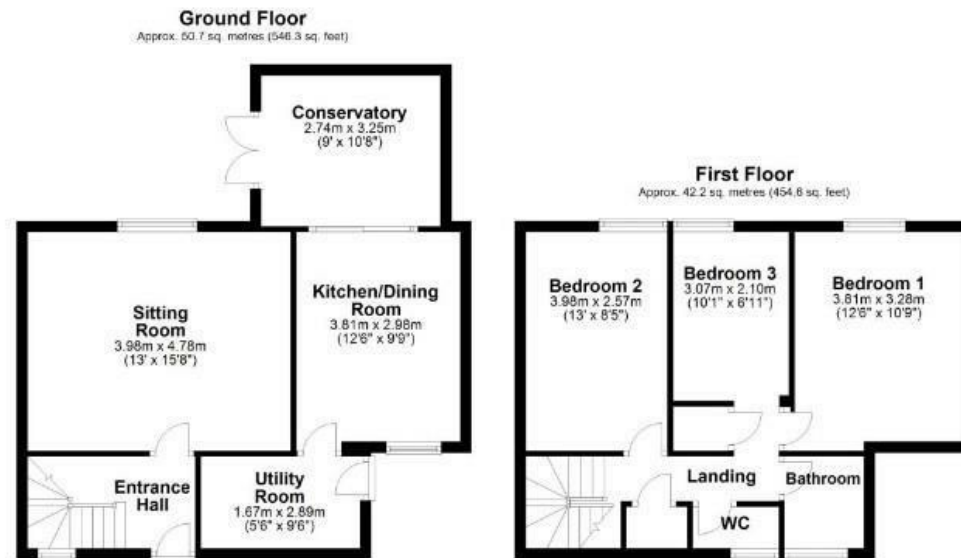 Ground Floor
Approx. 50.7 sq. metres (546.3 sq. feet)
Conservatory
2.74m x 3.25m
(9' x 10'8")
Sitting
Room
3.98m x 4.78m
(13' x 15'8")
Kitchen/Dining
Room
3.81m x 2.98m
(12'6" x 9'9")
Entrance
Hall
Utility
Room
1.67m x 2.89m
(5'6" x 9'6")
First Floor
Approx. 42.2 sq. metres (454.6 sq. feet)
Bedroom 2
3.98m x 2.57m
(13' x 8'5")
Bedroom 3
3.07m x 2.10m
(10'1" x 6'11")
Bedroom 1
3.81m x 3.28m
(12'6" x 10'9")
Landing
Bathroom
WC